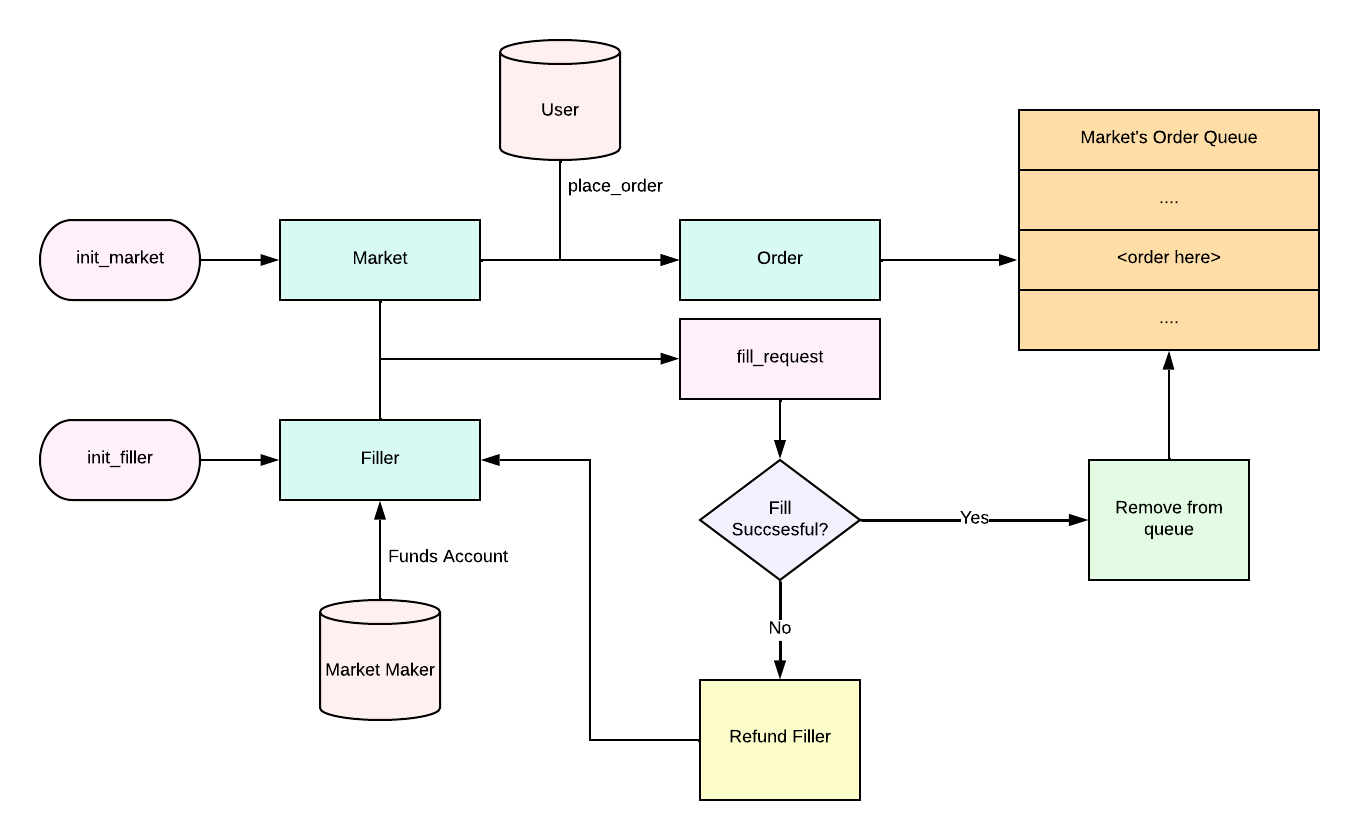 User
place_order
Market's Order Queue
....
init_market
Market
Order
<order here>
....
fill_request
init_filler
Filler
Fill
Succsesful?
Yes
Remove from
queue
Funds Account
No
Market Maker
Refund Filler